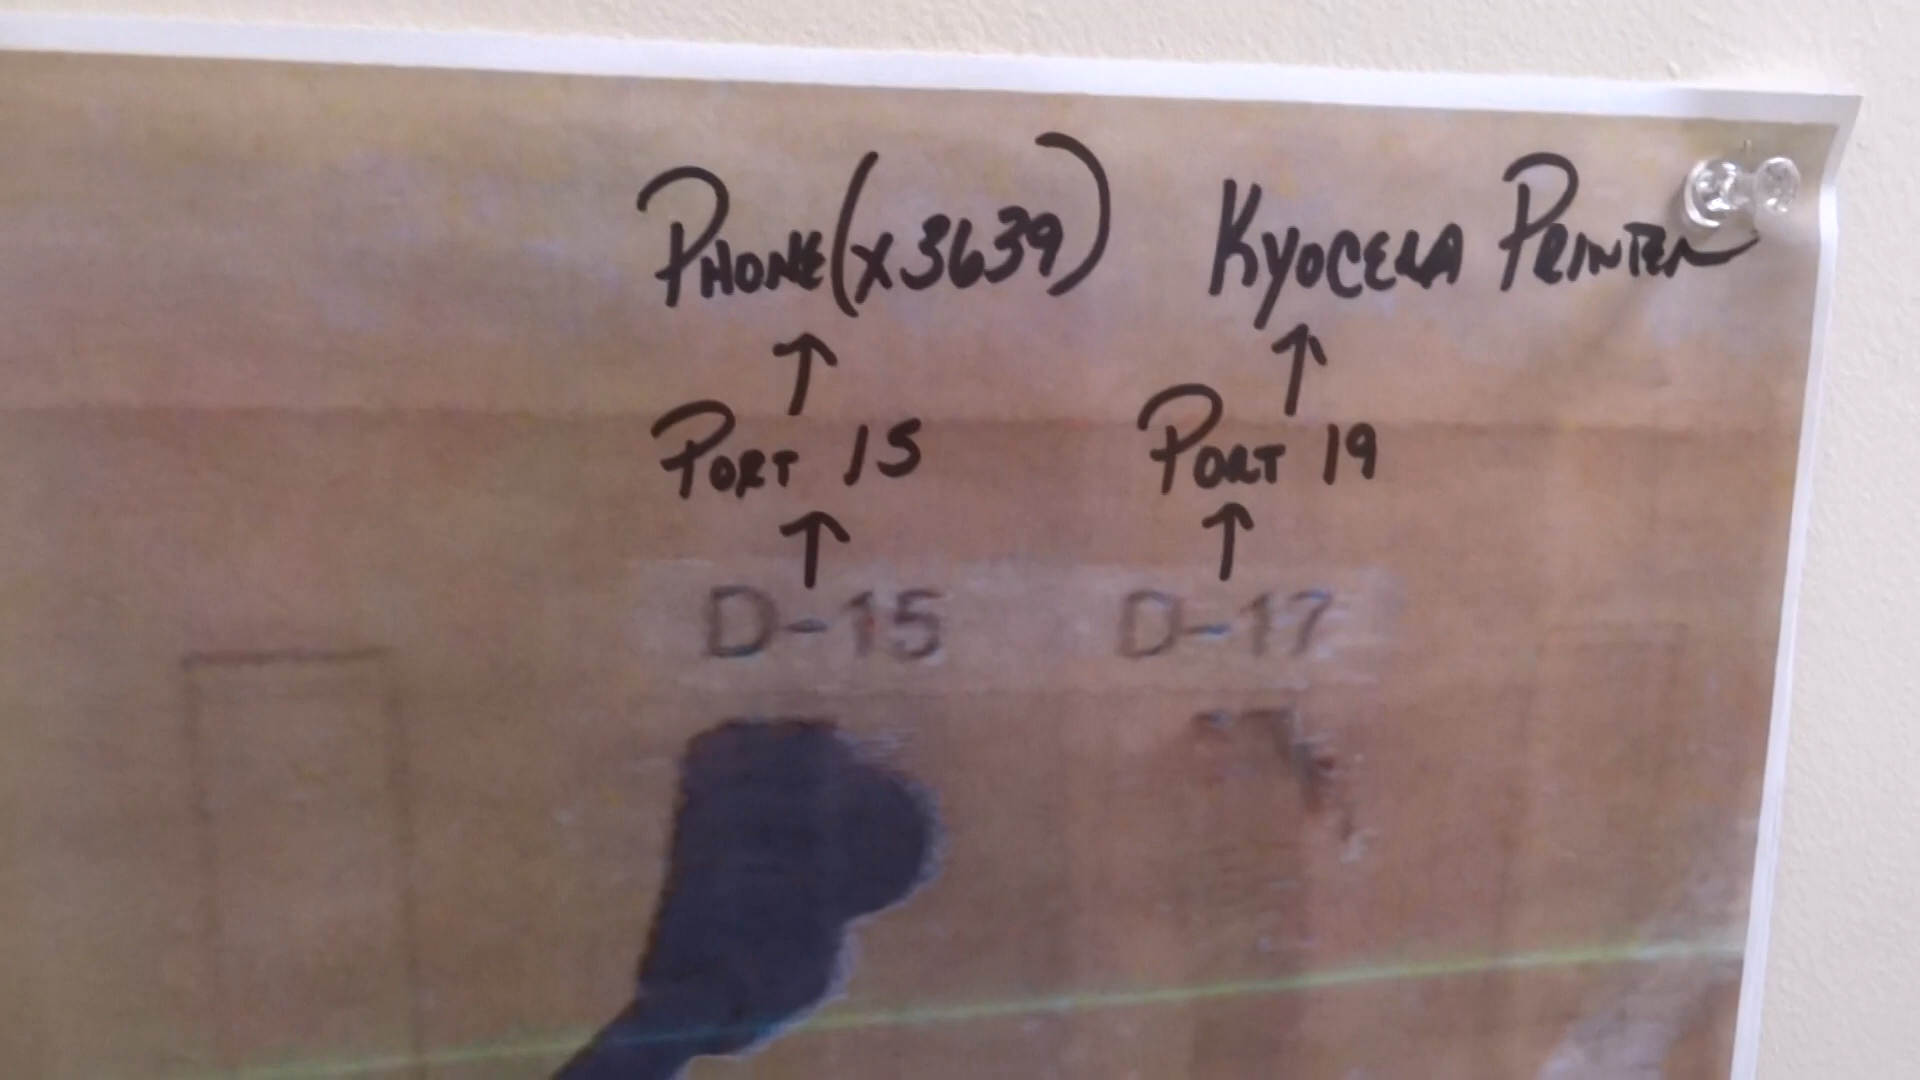 PHONE (x3639) KYOCERA PRINTER
PORT 15 PORT 19
D-15 D-17